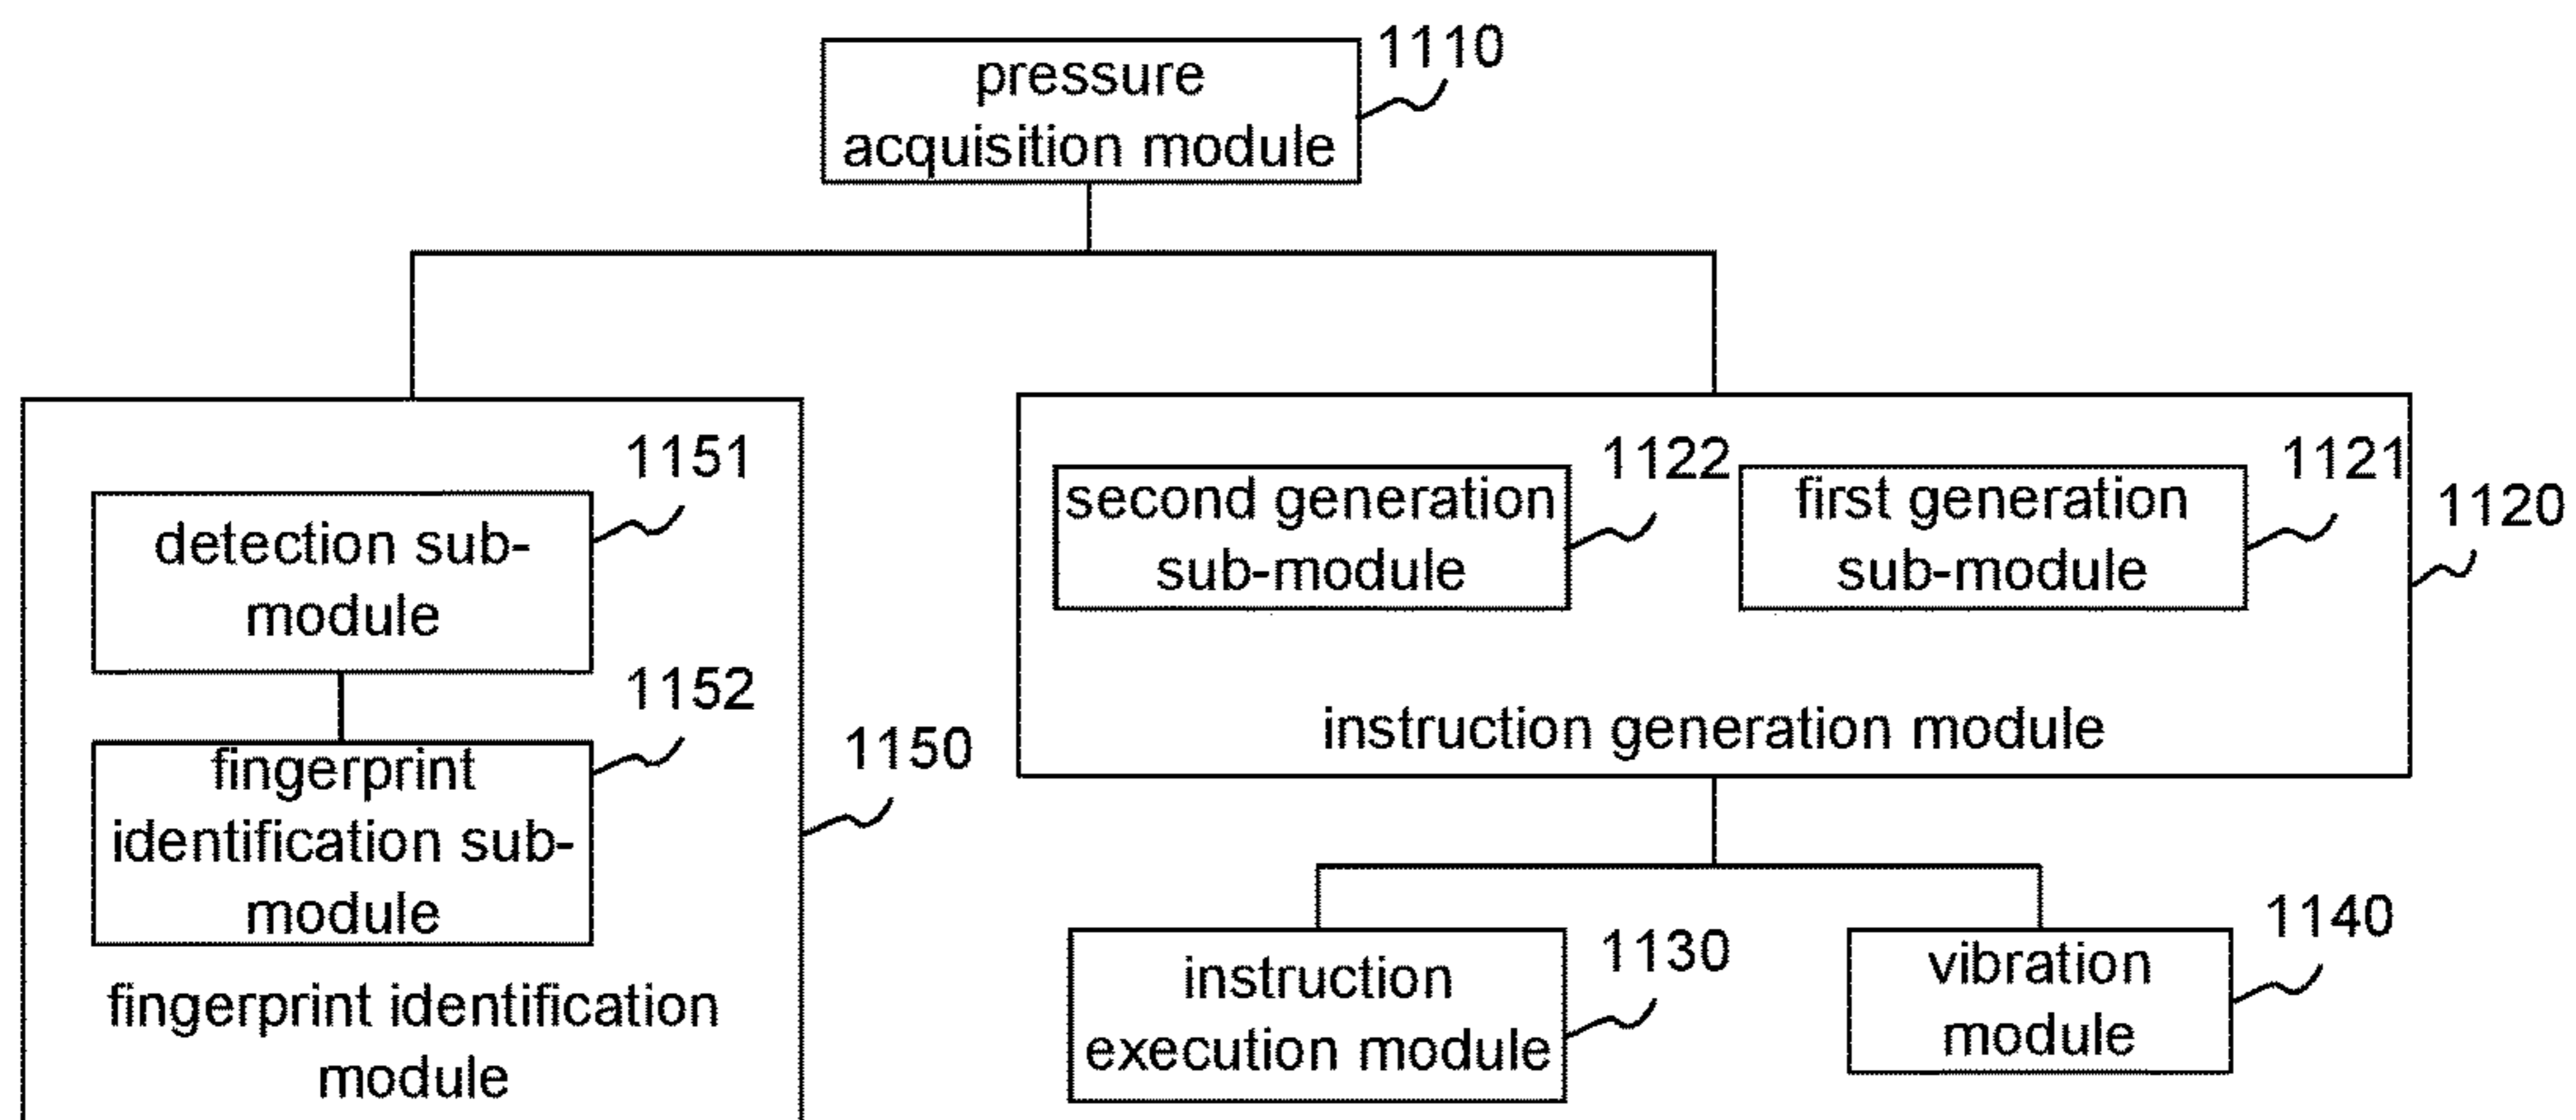 1110
pressure
acquisition module
1151
detection sub-
module
1152
fingerprint
identification sub-
module
fingerprint identification
module
1150
1122
second generation
sub-module
1121
first generation
sub-module
1120
instruction generation module
1130
instruction
execution module
1140
vibration
module